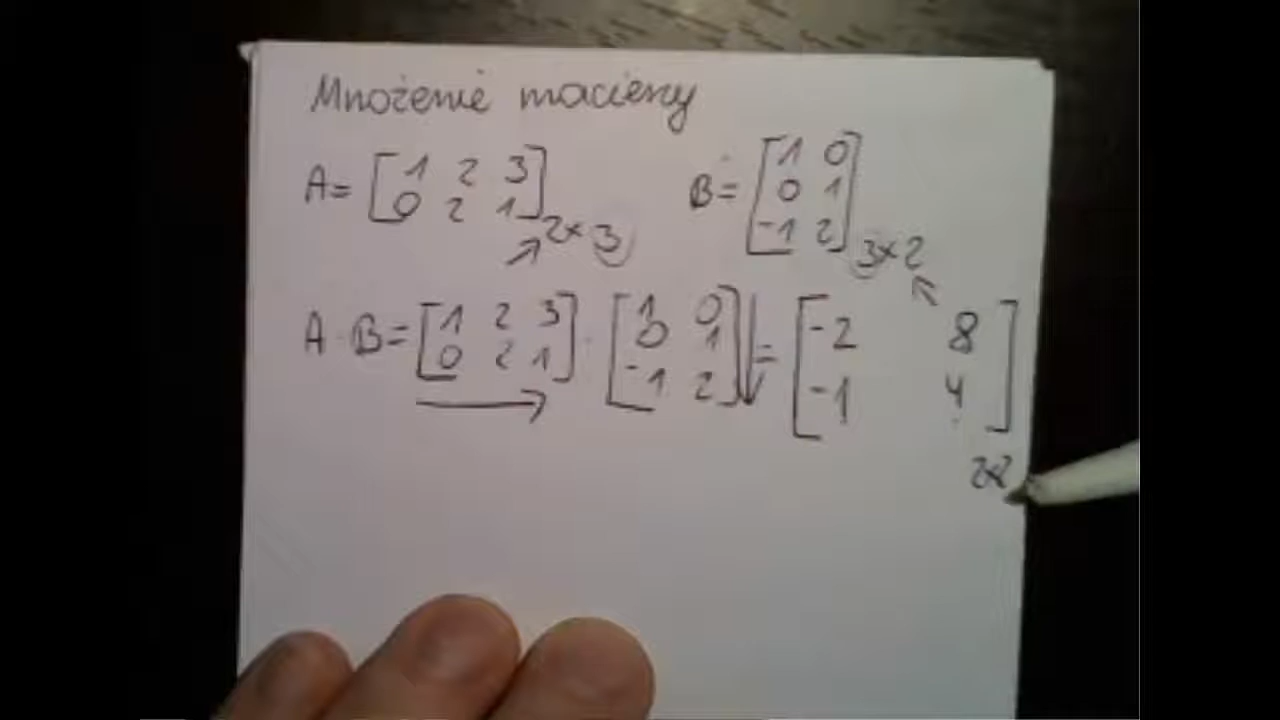 Mnożenie macierzy
A= [1 2 3
0 2 1] 2×3
B= [1 0
0 1
-1 2] 3×2
A · B = [1 2 3
0 2 1] · [1 0
0 1
-1 2] = [-2 8
-1 4]
2×2